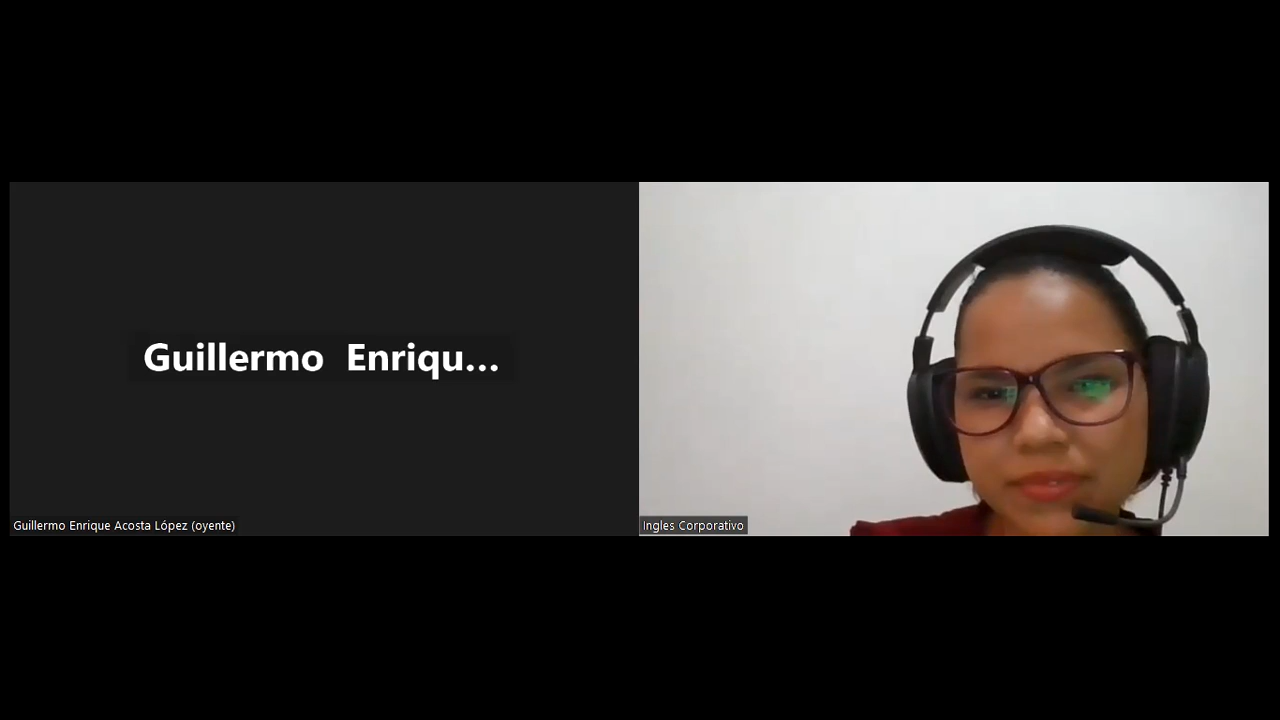 Guillermo Enriqu...
Guillermo Enrique Acosta López (oyente)
Ingles Corporativo